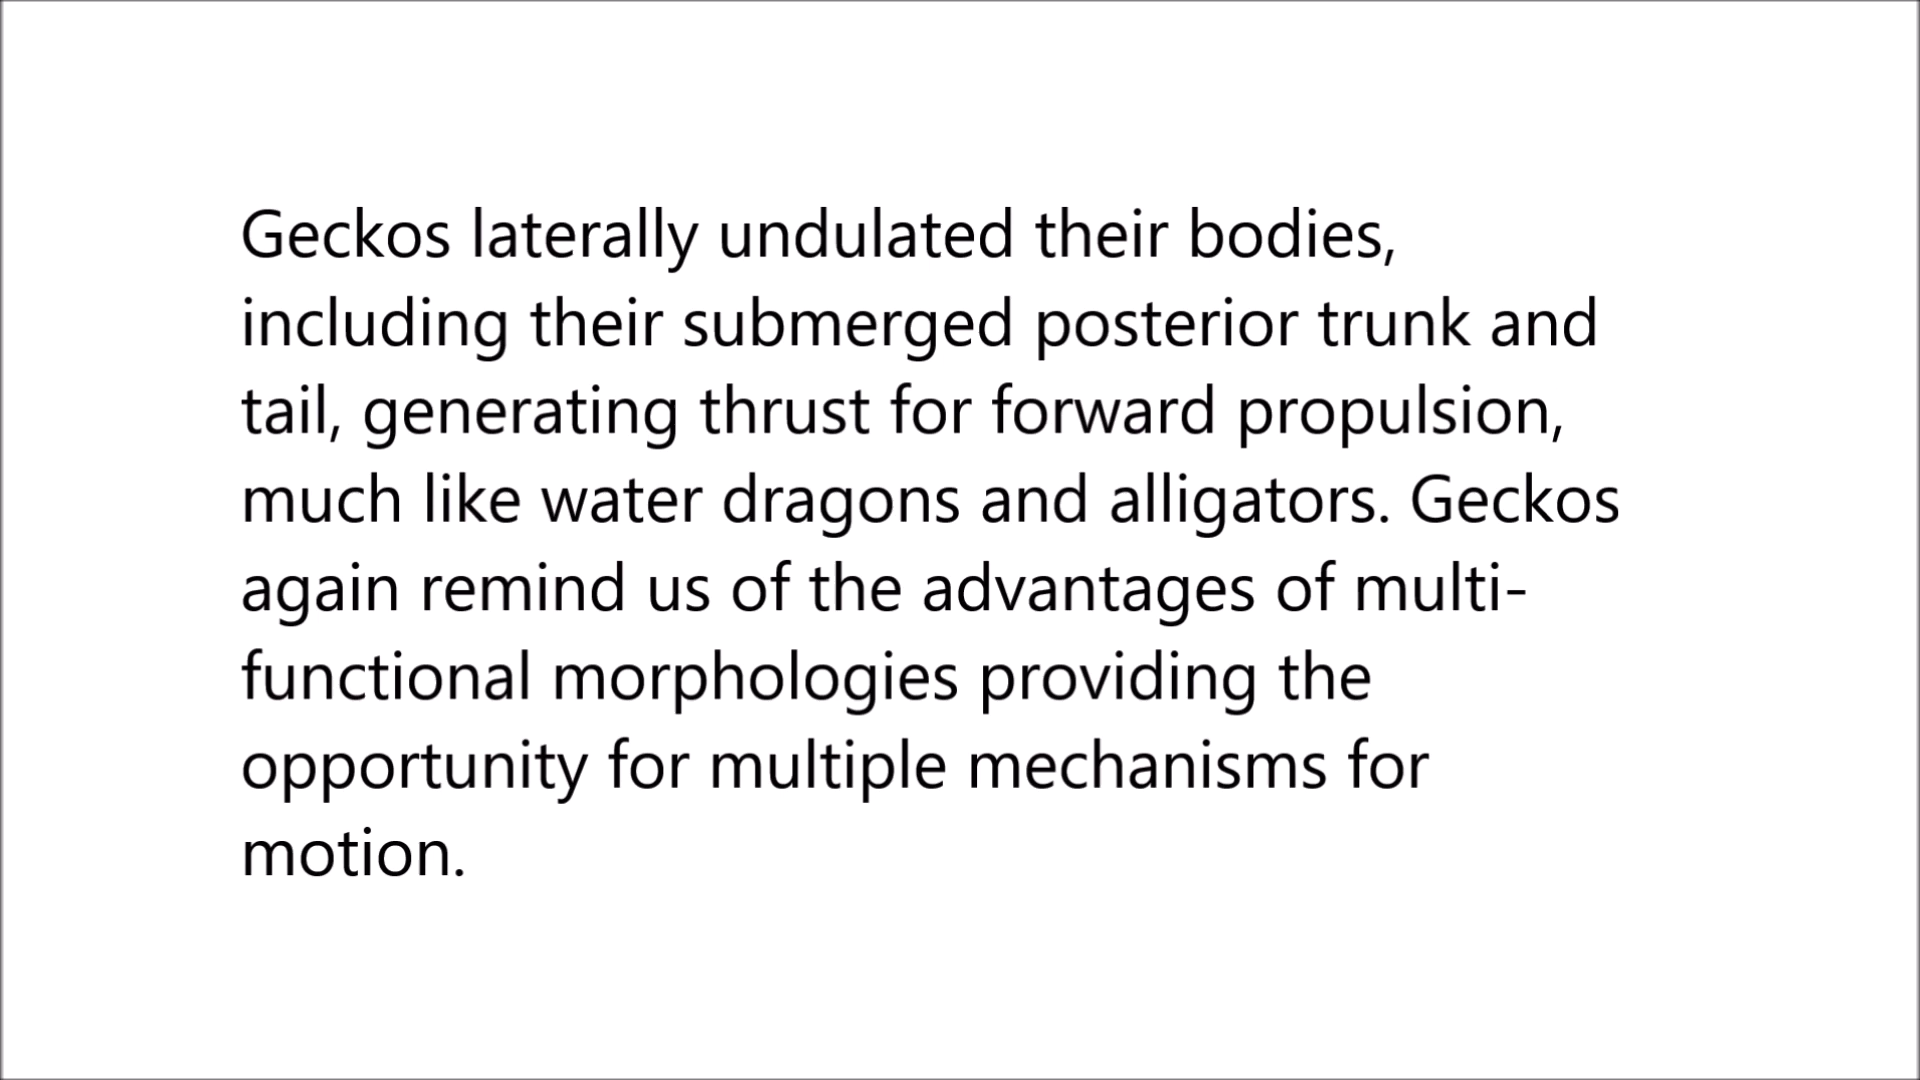 Geckos laterally undulated their bodies,
including their submerged posterior trunk and
tail, generating thrust for forward propulsion,
much like water dragons and alligators. Geckos
again remind us of the advantages of multi-
functional morphologies providing the
opportunity for multiple mechanisms for
motion.